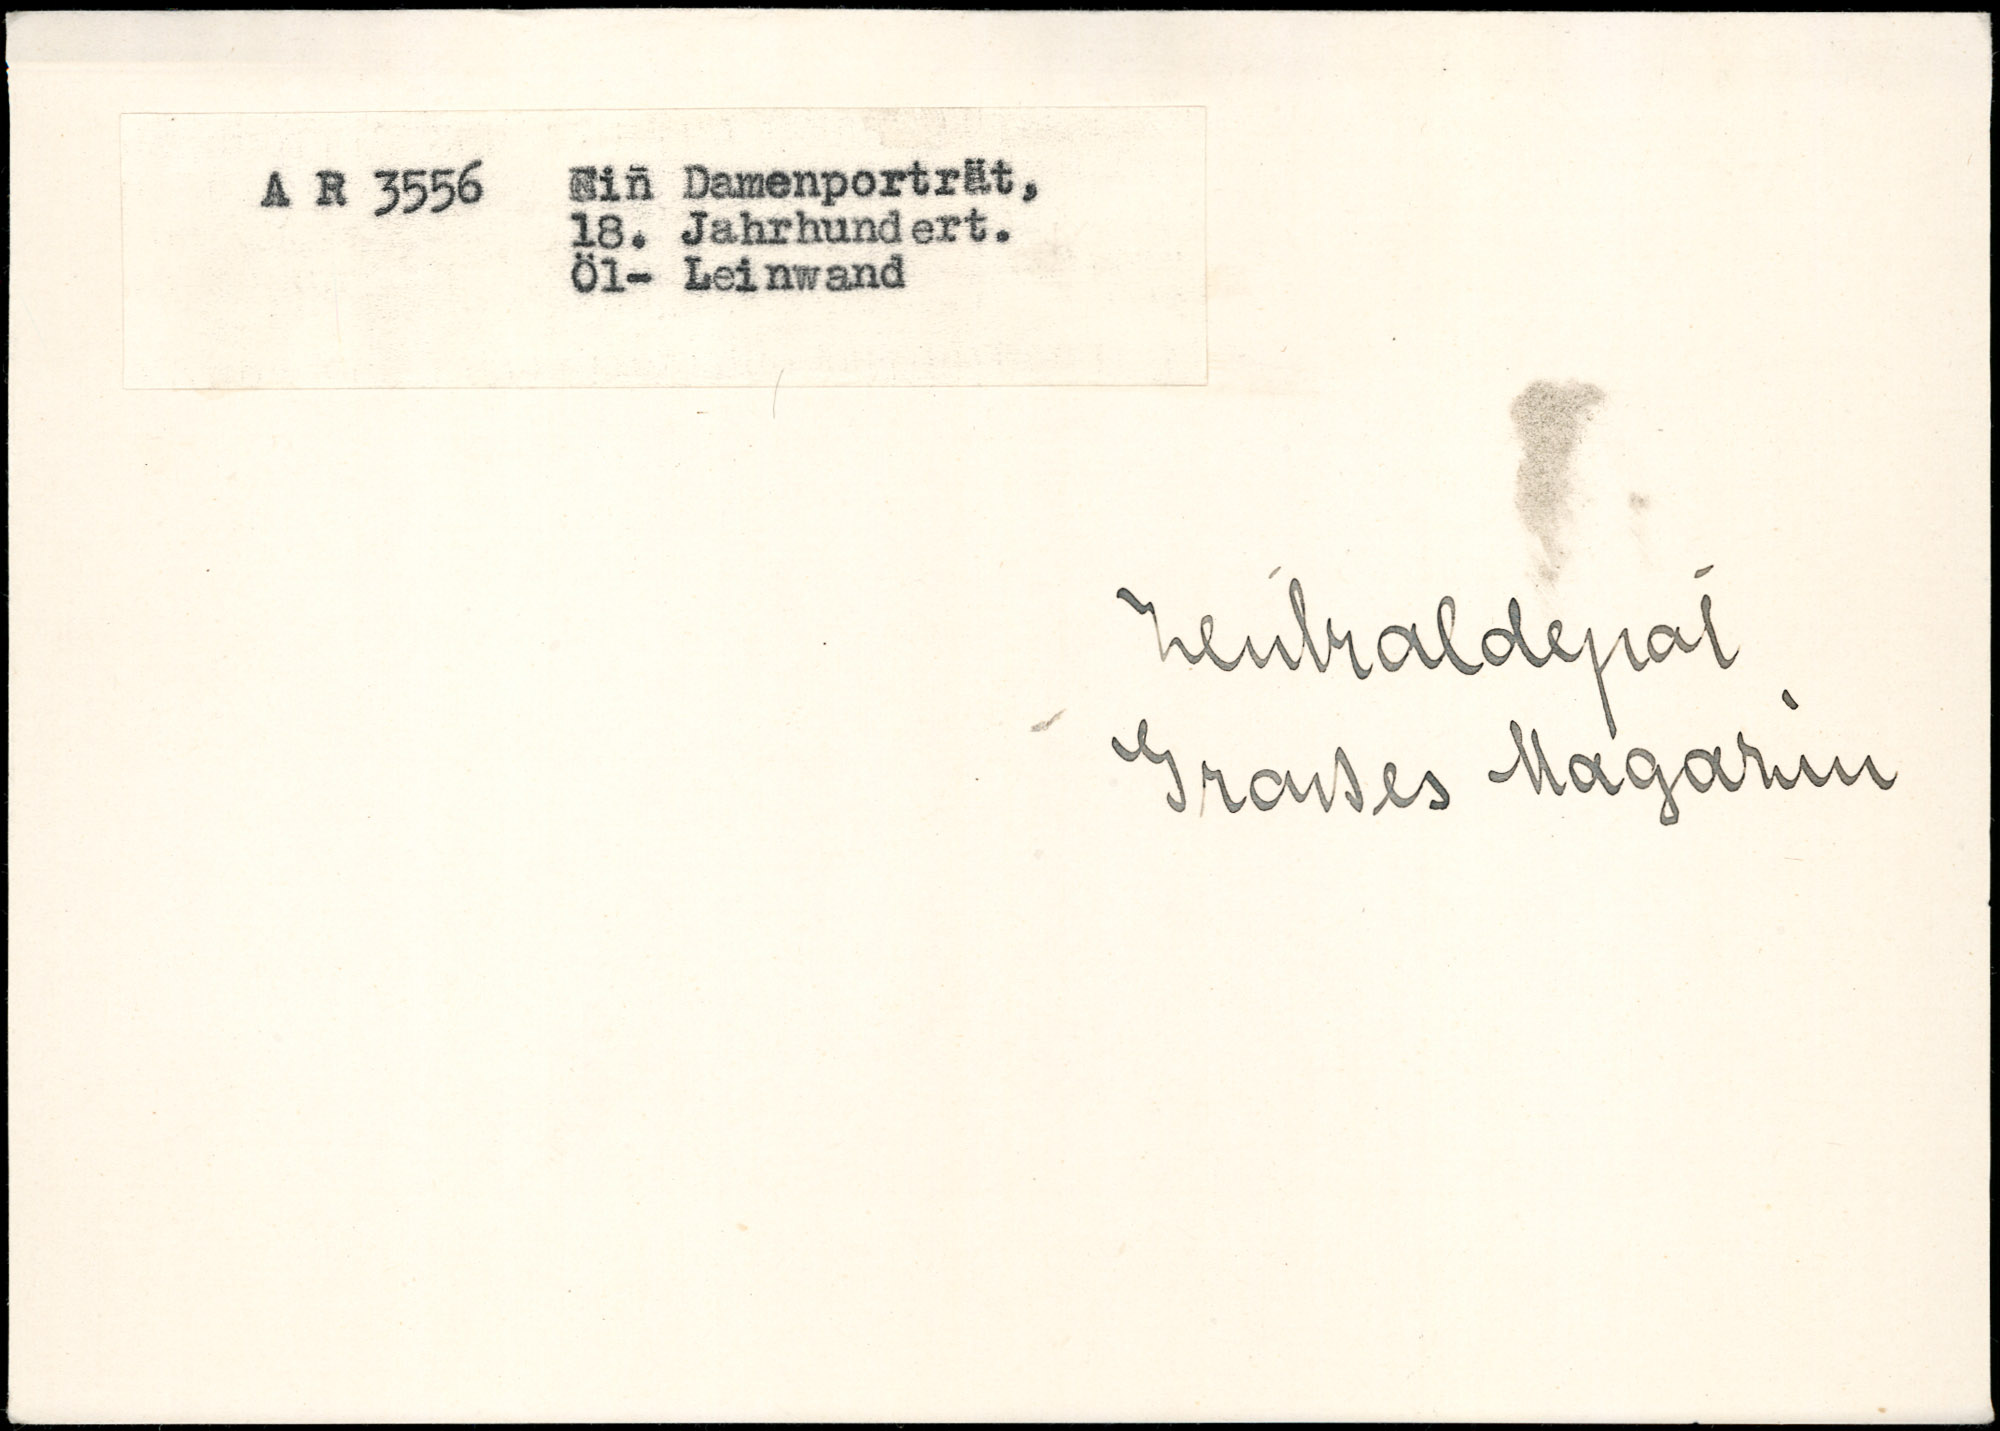 A R 3556 Ein Damenporträt,
18. Jahrhundert.
Öl- Leinwand
Zentraldepot
Grosses Magazin